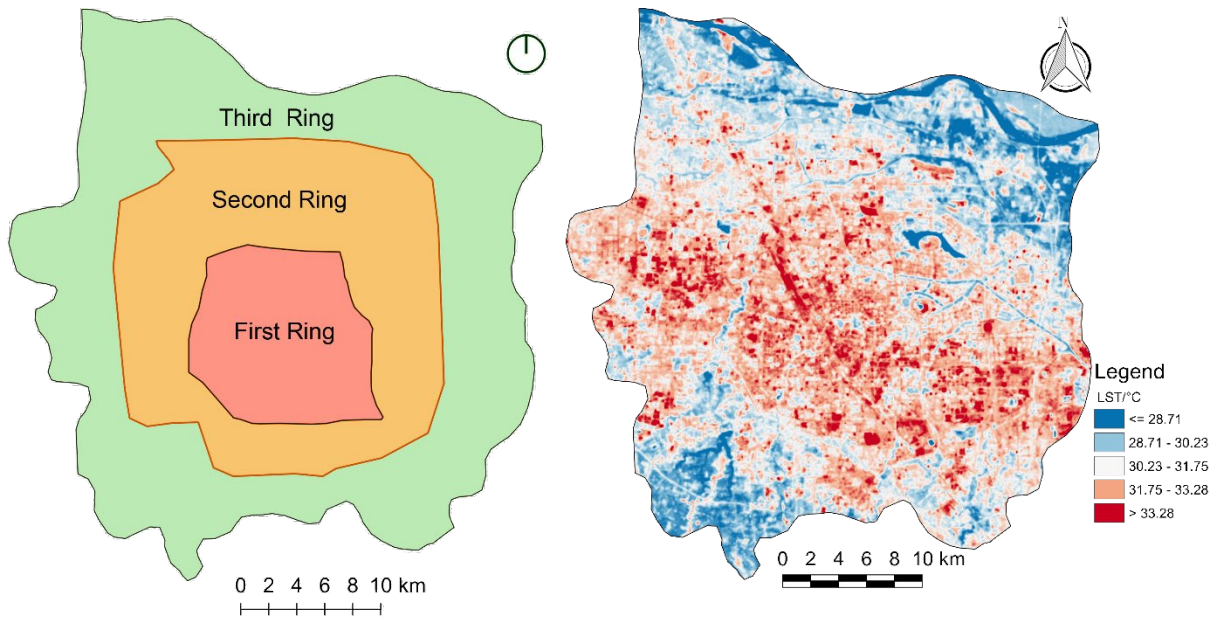 Third Ring
Second Ring
First Ring
0 2 4 6 8 10 km
N
Legend
LST/°C
<= 28.71
28.71 - 30.23
30.23 - 31.75
31.75 - 33.28
> 33.28
0 2 4 6 8 10 km